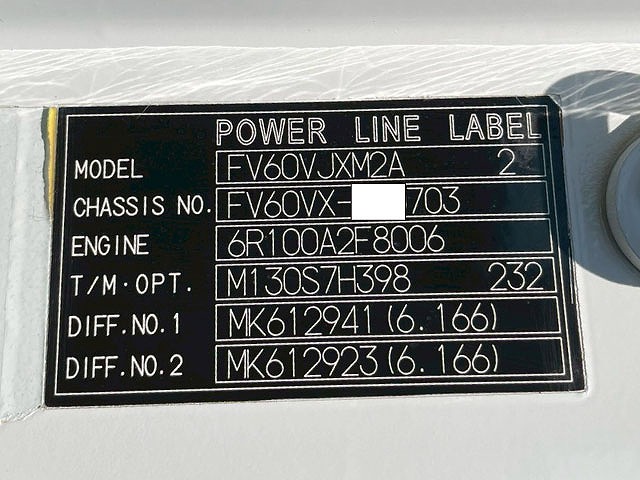 POWER LINE LABEL
MODEL FV60VJXM2A 2
CHASSIS NO. FV60VX- 703
ENGINE 6R100A2F8006
T/M·OPT. M130S7H398 232
DIFF.NO.1 MK612941(6.166)
DIFF.NO.2 MK612923(6.166)